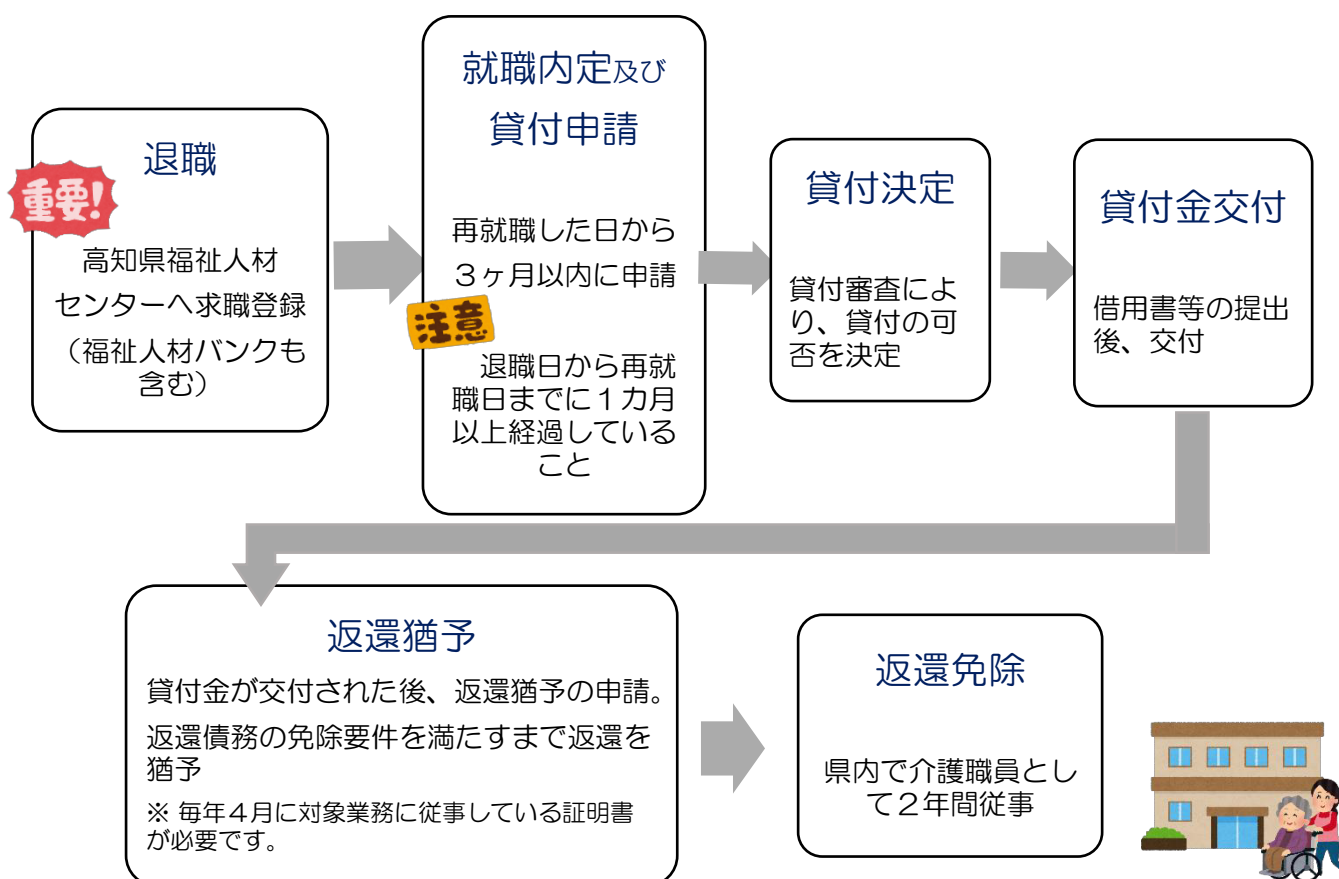 退職
重要!
高知県福祉人材
センターへ求職登録
（福祉人材バンクも
含む）
就職内定及び
貸付申請
再就職した日から
３ヶ月以内に申請
注意
退職日から再就
職日までに１カ月
以上経過している
こと
貸付決定
貸付審査によ
り、貸付の可
否を決定
貸付金交付
借用書等の提出
後、交付
返還猶予
貸付金が交付された後、返還猶予の申請。
返還債務の免除要件を満たすまで返還を
猶予
※ 毎年４月に対象業務に従事している証明書
が必要です。
返還免除
県内で介護職員とし
て２年間従事